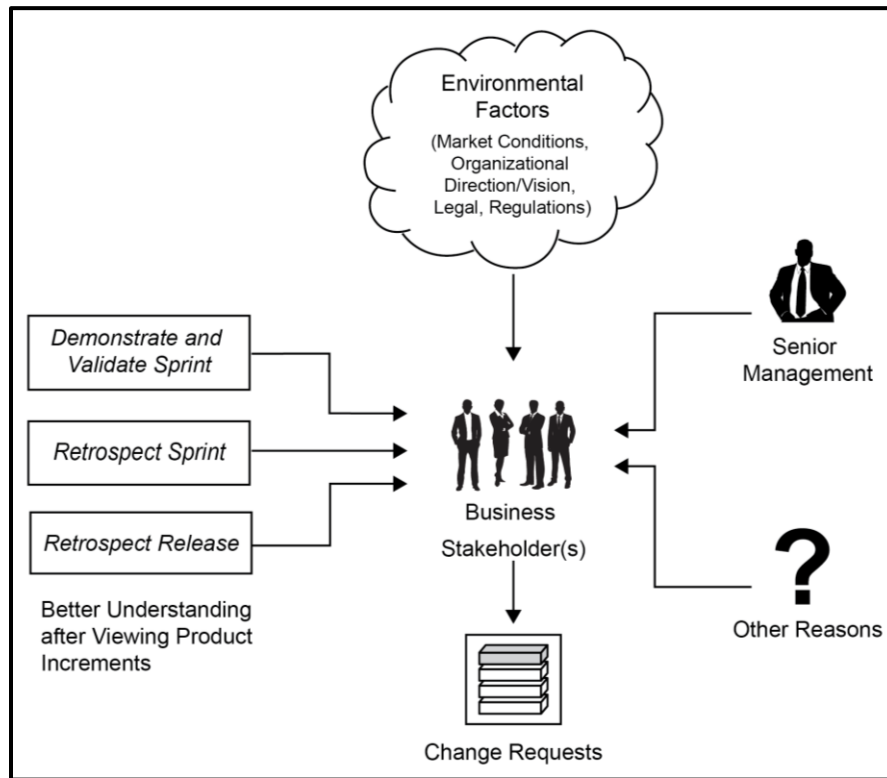 Environmental
Factors
(Market Conditions,
Organizational
Direction/Vision,
Legal, Regulations)
Demonstrate and
Validate Sprint
Retrospect Sprint
Retrospect Release
Better Understanding
after Viewing Product
Increments
Business
Stakeholder(s)
Change Requests
Senior
Management
?
Other Reasons